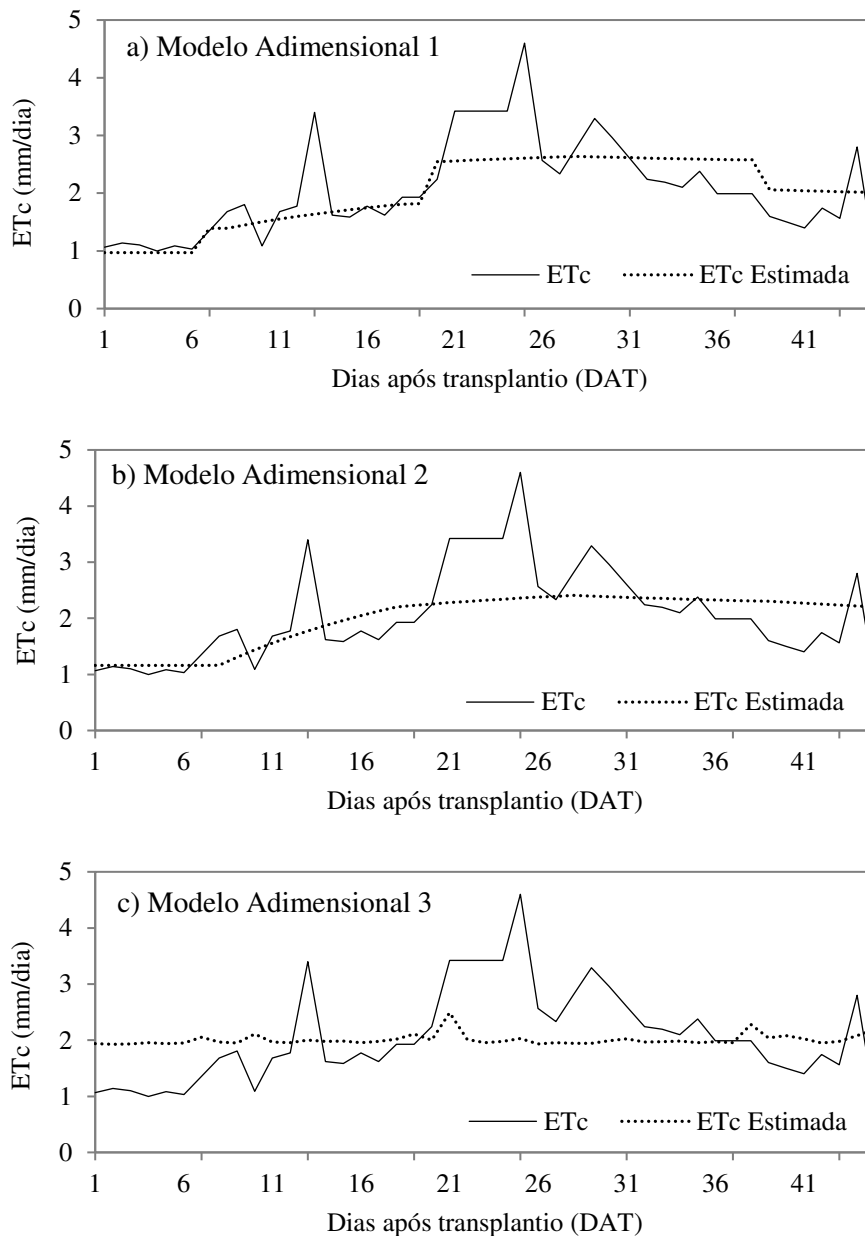 a) Modelo Adimensional 1
ETc (mm/dia)
5
4
3
2
1
0
ETc
ETc Estimada
1 6 11 16 21 26 31 36 41
Dias após transplantio (DAT)
b) Modelo Adimensional 2
ETc (mm/dia)
5
4
3
2
1
0
ETc
ETc Estimada
1 6 11 16 21 26 31 36 41
Dias após transplantio (DAT)
c) Modelo Adimensional 3
ETc (mm/dia)
5
4
3
2
1
0
ETc
ETc Estimada
1 6 11 16 21 26 31 36 41
Dias após transplantio (DAT)